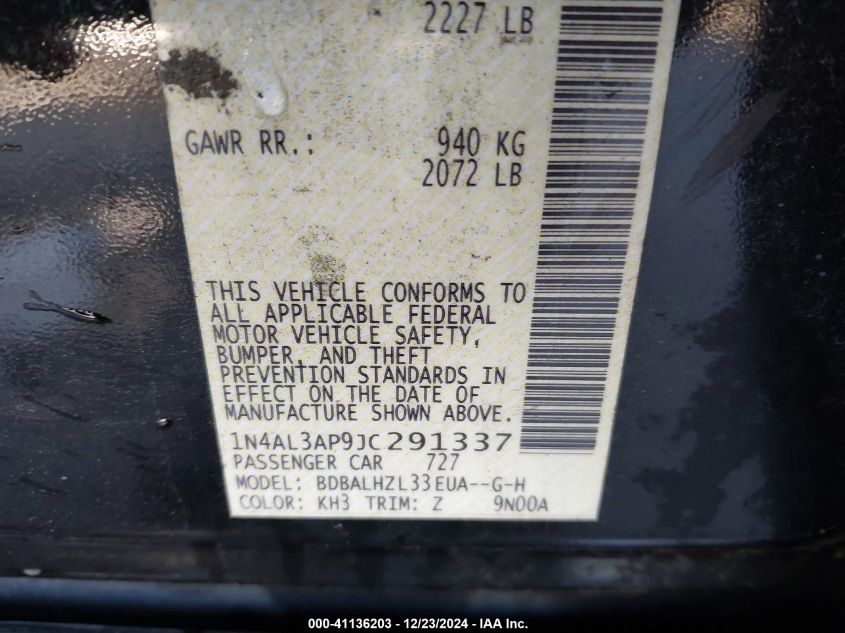 2227 LB
GAWR RR.: 940 KG
2072 LB
THIS VEHICLE CONFORMS TO
ALL APPLICABLE FEDERAL
MOTOR VEHICLE SAFETY,
BUMPER, AND THEFT
PREVENTION STANDARDS IN
EFFECT ON THE DATE OF
MANUFACTURE SHOWN ABOVE.
1N4AL3AP9JC291337
PASSENGER CAR 727
MODEL: BDBALHZL33EUA--G-H
COLOR: KH3 TRIM: Z 9N00A
000-41136203 - 12/23/2024 - IAA Inc.